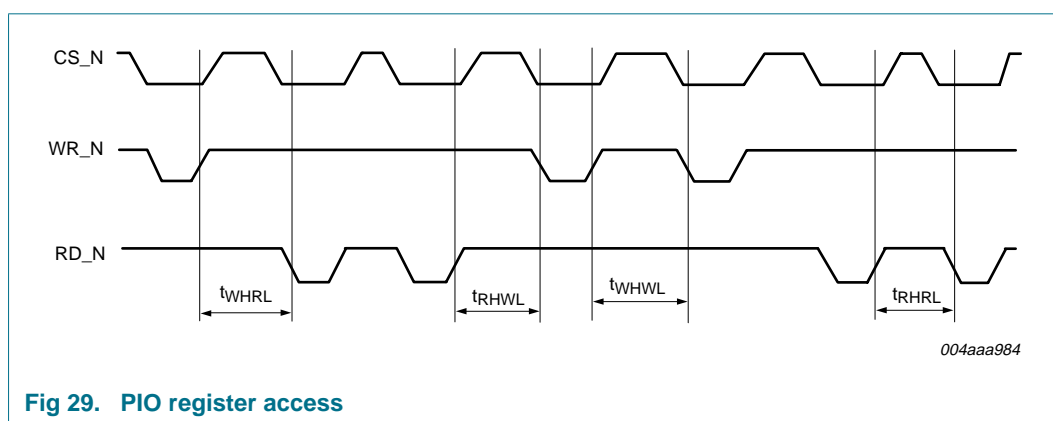 CS_N
WR_N
RD_N
tWHRL
tRHWL
tWHWL
tRHRL
004aaa984
Fig 29. PIO register access